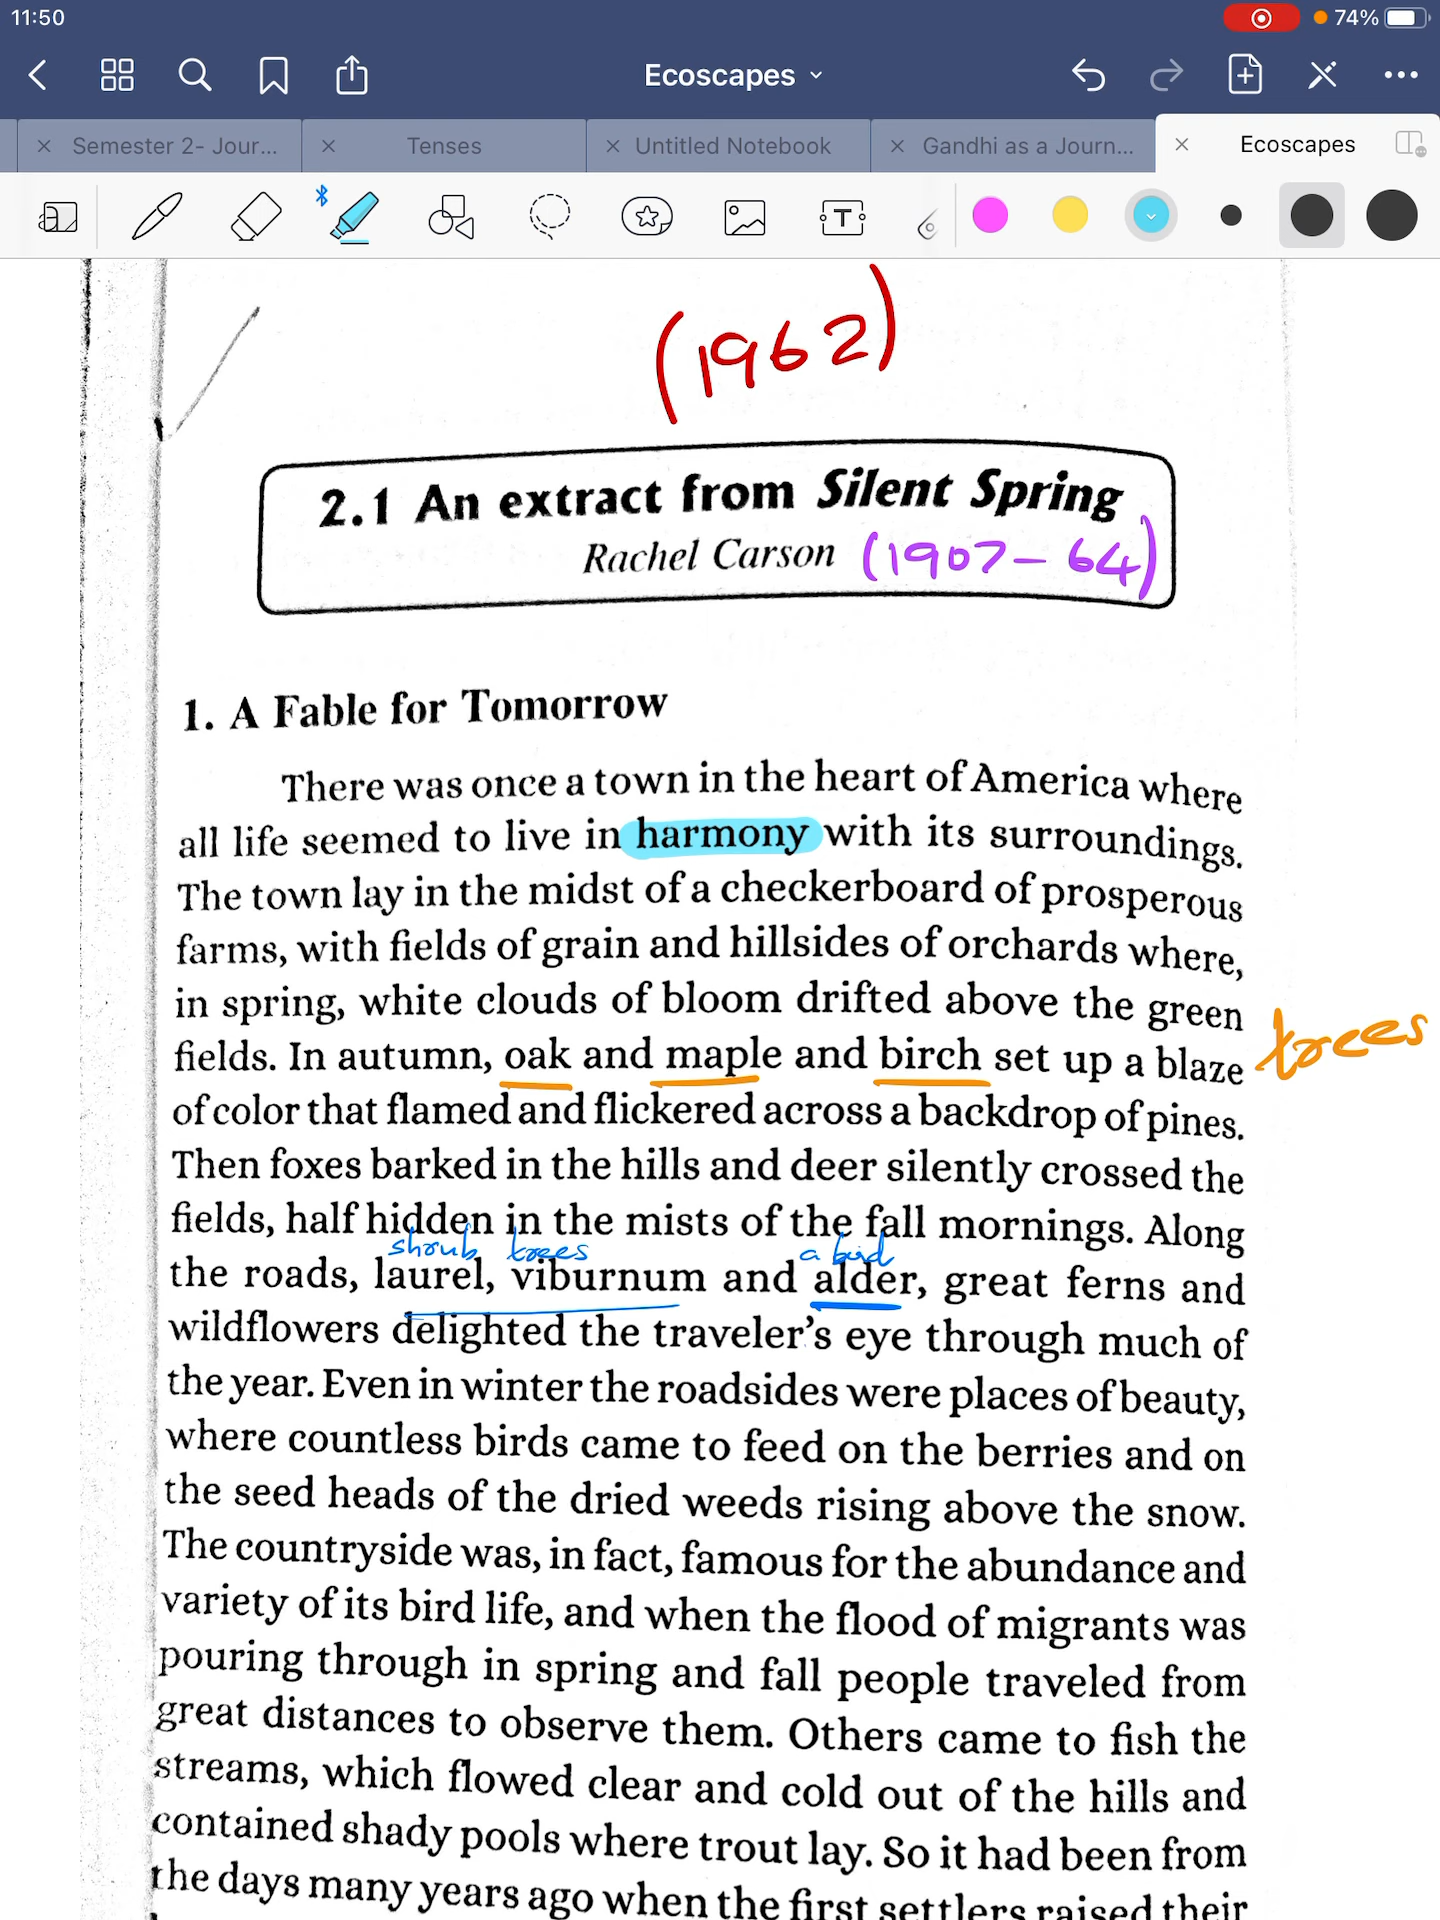 11:50
74%
Ecoscapes
Semester 2- Jour...
Tenses
Untitled Notebook
Gandhi as a Journ...
Ecoscapes
a
T
(1962)
2.1 An extract from Silent Spring
Rachel Carson (1907-64)
1. A Fable for Tomorrow
There was once a town in the heart of America where
all life seemed to live in harmony with its surroundings.
The town lay in the midst of a checkerboard of prosperous
farms, with fields of grain and hillsides of orchards where,
in spring, white clouds of bloom drifted above the green
fields. In autumn, oak and maple and birch set up a blaze trees
of color that flamed and flickered across a backdrop of pines.
Then foxes barked in the hills and deer silently crossed the
fields, half hidden in the mists of the fall mornings. Along
shrub trees a bird
the roads, laurel, viburnum and alder, great ferns and
wildflowers delighted the traveler's eye through much of
the year. Even in winter the roadsides were places of beauty,
where countless birds came to feed on the berries and on
the seed heads of the dried weeds rising above the snow.
The countryside was, in fact, famous for the abundance and
variety of its bird life, and when the flood of migrants was
pouring through in spring and fall people traveled from
great distances to observe them. Others came to fish the
streams, which flowed clear and cold out of the hills and
contained shady pools where trout lay. So it had been from
the days many years ago when the first settlers raised their